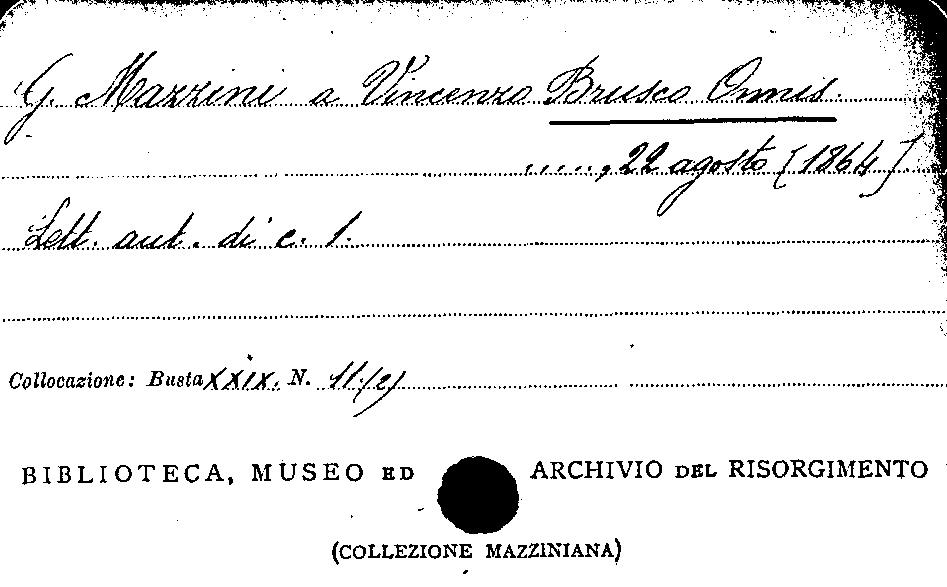 G. Mazzini a Vincenzo Brusco Onnis.
....., 22 agosto [1864].
Lett. aut. di c. 1.
Collocazione: Busta XXIX. N. 11.(2)
BIBLIOTECA, MUSEO ED ARCHIVIO DEL RISORGIMENTO
(COLLEZIONE MAZZINIANA)